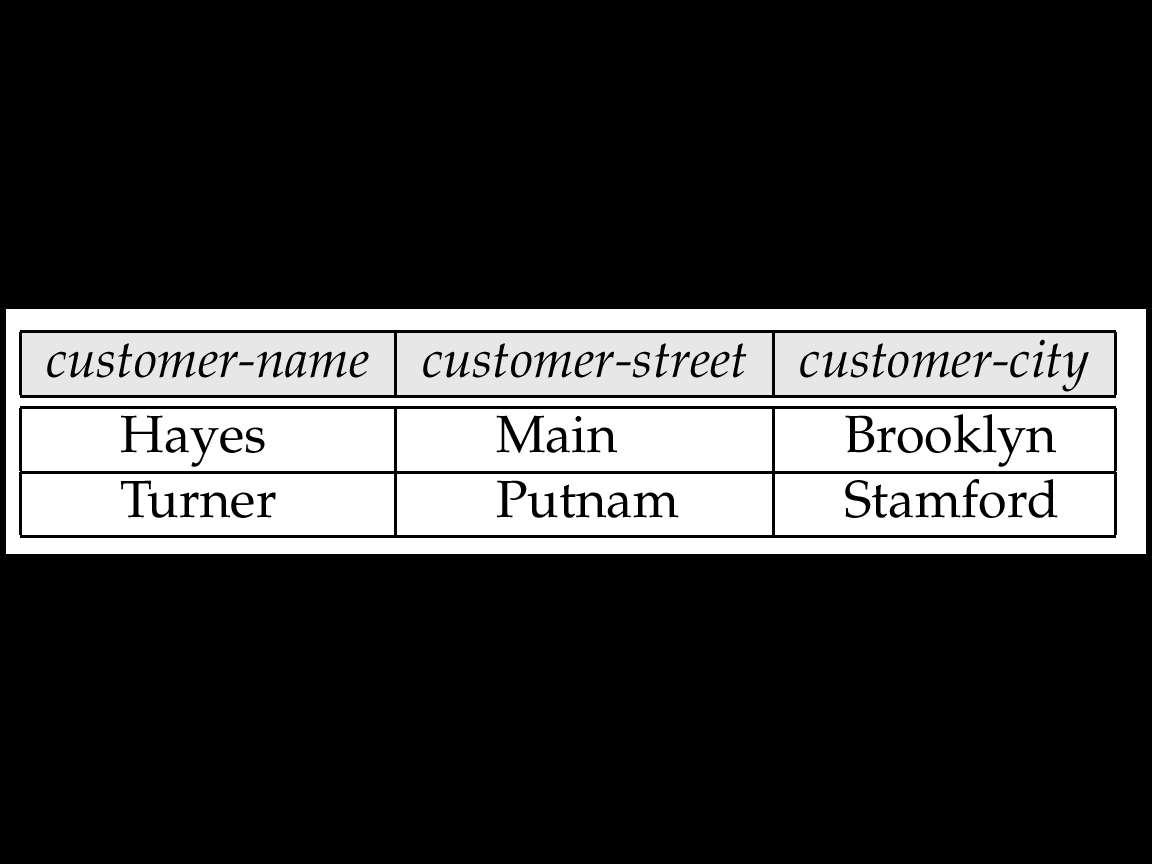 customer-name customer-street customer-city
Hayes Main Brooklyn
Turner Putnam Stamford